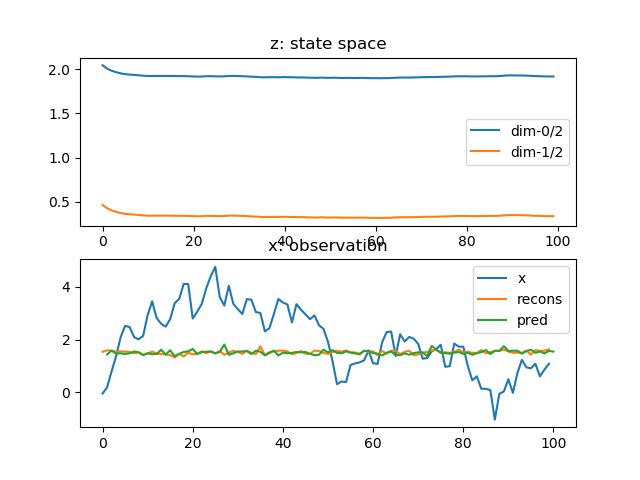 z: state space
2.0
1.5
1.0
0.5
dim-0/2
dim-1/2
0 20 40 60 80 100
x: observation
4
2
0
x
recons
pred
0 20 40 60 80 100